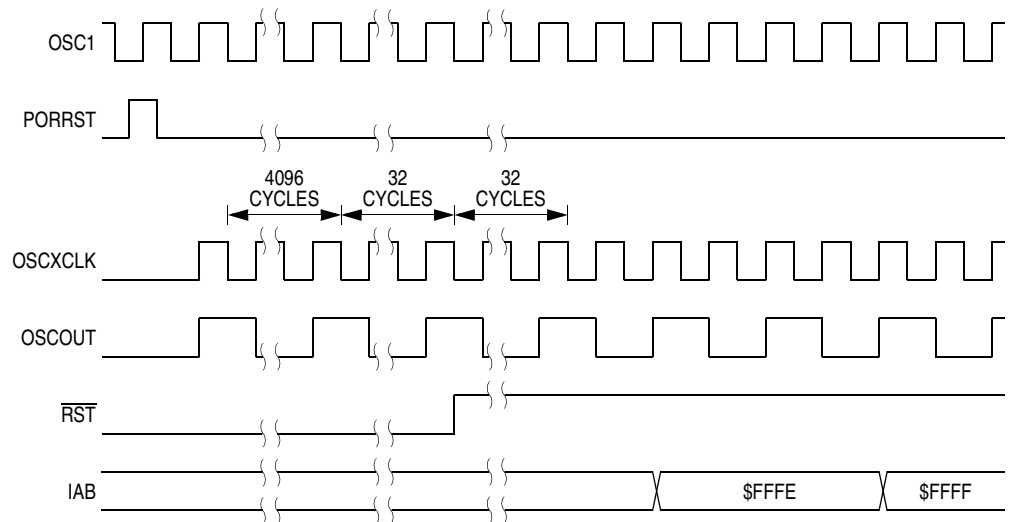 OSC1
PORRST
4096
CYCLES
32
CYCLES
32
CYCLES
OSCXCLK
OSCOUT
RST
IAB
$FFFE
$FFFF